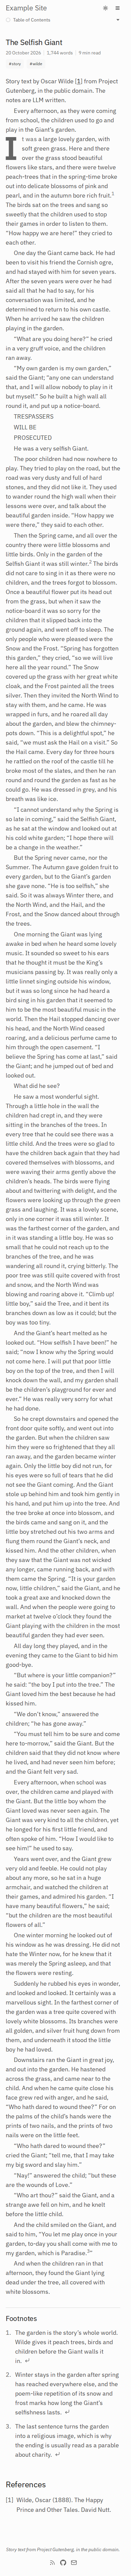 Example Site
Table of Contents
The Selfish Giant
20 October 2026 1,744 words 9 min read
#story #wilde
Story text by Oscar Wilde [1] from Project
Gutenberg, in the public domain. The
notes are LLM written.
Every afternoon, as they were coming
from school, the children used to go and
play in the Giant's garden.
It was a large lovely garden, with
soft green grass. Here and there
over the grass stood beautiful
flowers like stars, and there were twelve
peach-trees that in the spring-time broke
out into delicate blossoms of pink and
pearl, and in the autumn bore rich fruit.1
The birds sat on the trees and sang so
sweetly that the children used to stop
their games in order to listen to them.
"How happy we are here!" they cried to
each other.
One day the Giant came back. He had
been to visit his friend the Cornish ogre,
and had stayed with him for seven years.
After the seven years were over he had
said all that he had to say, for his
conversation was limited, and he
determined to return to his own castle.
When he arrived he saw the children
playing in the garden.
"What are you doing here?" he cried
in a very gruff voice, and the children
ran away.
"My own garden is my own garden,"
said the Giant; "any one can understand
that, and I will allow nobody to play in it
but myself." So he built a high wall all
round it, and put up a notice-board.
TRESPASSERS
WILL BE
PROSECUTED
He was a very selfish Giant.
The poor children had now nowhere to
play. They tried to play on the road, but the
road was very dusty and full of hard
stones, and they did not like it. They used
to wander round the high wall when their
lessons were over, and talk about the
beautiful garden inside. "How happy we
were there," they said to each other.
Then the Spring came, and all over the
country there were little blossoms and
little birds. Only in the garden of the
Selfish Giant it was still winter.2 The birds
did not care to sing in it as there were no
children, and the trees forgot to blossom.
Once a beautiful flower put its head out
from the grass, but when it saw the
notice-board it was so sorry for the
children that it slipped back into the
ground again, and went off to sleep. The
only people who were pleased were the
Snow and the Frost. "Spring has forgotten
this garden," they cried, "so we will live
here all the year round." The Snow
covered up the grass with her great white
cloak, and the Frost painted all the trees
silver. Then they invited the North Wind to
stay with them, and he came. He was
wrapped in furs, and he roared all day
about the garden, and blew the chimney-
pots down. "This is a delightful spot," he
said, "we must ask the Hail on a visit." So
the Hail came. Every day for three hours
he rattled on the roof of the castle till he
broke most of the slates, and then he ran
round and round the garden as fast as he
could go. He was dressed in grey, and his
breath was like ice.
"I cannot understand why the Spring is
so late in coming," said the Selfish Giant,
as he sat at the window and looked out at
his cold white garden; "I hope there will
be a change in the weather."
But the Spring never came, nor the
Summer. The Autumn gave golden fruit to
every garden, but to the Giant's garden
she gave none. "He is too selfish," she
said. So it was always Winter there, and
the North Wind, and the Hail, and the
Frost, and the Snow danced about through
the trees.
One morning the Giant was lying
awake in bed when he heard some lovely
music. It sounded so sweet to his ears
that he thought it must be the King's
musicians passing by. It was really only a
little linnet singing outside his window,
but it was so long since he had heard a
bird sing in his garden that it seemed to
him to be the most beautiful music in the
world. Then the Hail stopped dancing over
his head, and the North Wind ceased
roaring, and a delicious perfume came to
him through the open casement. "I
believe the Spring has come at last," said
the Giant; and he jumped out of bed and
looked out.
What did he see?
He saw a most wonderful sight.
Through a little hole in the wall the
children had crept in, and they were
sitting in the branches of the trees. In
every tree that he could see there was a
little child. And the trees were so glad to
have the children back again that they had
covered themselves with blossoms, and
were waving their arms gently above the
children's heads. The birds were flying
about and twittering with delight, and the
flowers were looking up through the green
grass and laughing. It was a lovely scene,
only in one corner it was still winter. It
was the farthest corner of the garden, and
in it was standing a little boy. He was so
small that he could not reach up to the
branches of the tree, and he was
wandering all round it, crying bitterly. The
poor tree was still quite covered with frost
and snow, and the North Wind was
blowing and roaring above it. "Climb up!
little boy," said the Tree, and it bent its
branches down as low as it could; but the
boy was too tiny.
And the Giant's heart melted as he
looked out. "How selfish I have been!" he
said; "now I know why the Spring would
not come here. I will put that poor little
boy on the top of the tree, and then I will
knock down the wall, and my garden shall
be the children's playground for ever and
ever." He was really very sorry for what
he had done.
So he crept downstairs and opened the
front door quite softly, and went out into
the garden. But when the children saw
him they were so frightened that they all
ran away, and the garden became winter
again. Only the little boy did not run, for
his eyes were so full of tears that he did
not see the Giant coming. And the Giant
stole up behind him and took him gently in
his hand, and put him up into the tree. And
the tree broke at once into blossom, and
the birds came and sang on it, and the
little boy stretched out his two arms and
flung them round the Giant's neck, and
kissed him. And the other children, when
they saw that the Giant was not wicked
any longer, came running back, and with
them came the Spring. "It is your garden
now, little children," said the Giant, and he
took a great axe and knocked down the
wall. And when the people were going to
market at twelve o'clock they found the
Giant playing with the children in the most
beautiful garden they had ever seen.
All day long they played, and in the
evening they came to the Giant to bid him
good-bye.
"But where is your little companion?"
he said: "the boy I put into the tree." The
Giant loved him the best because he had
kissed him.
"We don't know," answered the
children; "he has gone away."
"You must tell him to be sure and come
here to-morrow," said the Giant. But the
children said that they did not know where
he lived, and had never seen him before;
and the Giant felt very sad.
Every afternoon, when school was
over, the children came and played with
the Giant. But the little boy whom the
Giant loved was never seen again. The
Giant was very kind to all the children, yet
he longed for his first little friend, and
often spoke of him. "How I would like to
see him!" he used to say.
Years went over, and the Giant grew
very old and feeble. He could not play
about any more, so he sat in a huge
armchair, and watched the children at
their games, and admired his garden. "I
have many beautiful flowers," he said;
"but the children are the most beautiful
flowers of all."
One winter morning he looked out of
his window as he was dressing. He did not
hate the Winter now, for he knew that it
was merely the Spring asleep, and that
the flowers were resting.
Suddenly he rubbed his eyes in wonder,
and looked and looked. It certainly was a
marvellous sight. In the farthest corner of
the garden was a tree quite covered with
lovely white blossoms. Its branches were
all golden, and silver fruit hung down from
them, and underneath it stood the little
boy he had loved.
Downstairs ran the Giant in great joy,
and out into the garden. He hastened
across the grass, and came near to the
child. And when he came quite close his
face grew red with anger, and he said,
"Who hath dared to wound thee?" For on
the palms of the child's hands were the
prints of two nails, and the prints of two
nails were on the little feet.
"Who hath dared to wound thee?"
cried the Giant; "tell me, that I may take
my big sword and slay him."
"Nay!" answered the child; "but these
are the wounds of Love."
"Who art thou?" said the Giant, and a
strange awe fell on him, and he knelt
before the little child.
And the child smiled on the Giant, and
said to him, "You let me play once in your
garden, to-day you shall come with me to
my garden, which is Paradise.3"
And when the children ran in that
afternoon, they found the Giant lying
dead under the tree, all covered with
white blossoms.
Footnotes
1. The garden is the story's whole world.
Wilde gives it peach trees, birds and
children before the Giant walks it
in. ↩
2. Winter stays in the garden after spring
has reached everywhere else, and the
poem-like repetition of its snow and
frost marks how long the Giant's
selfishness lasts. ↩
3. The last sentence turns the garden
into a religious image, which is why
the ending is usually read as a parable
about charity. ↩
References
[1] Wilde, Oscar (1888). The Happy
Prince and Other Tales. David Nutt.
Story text from Project Gutenberg, in the public domain.